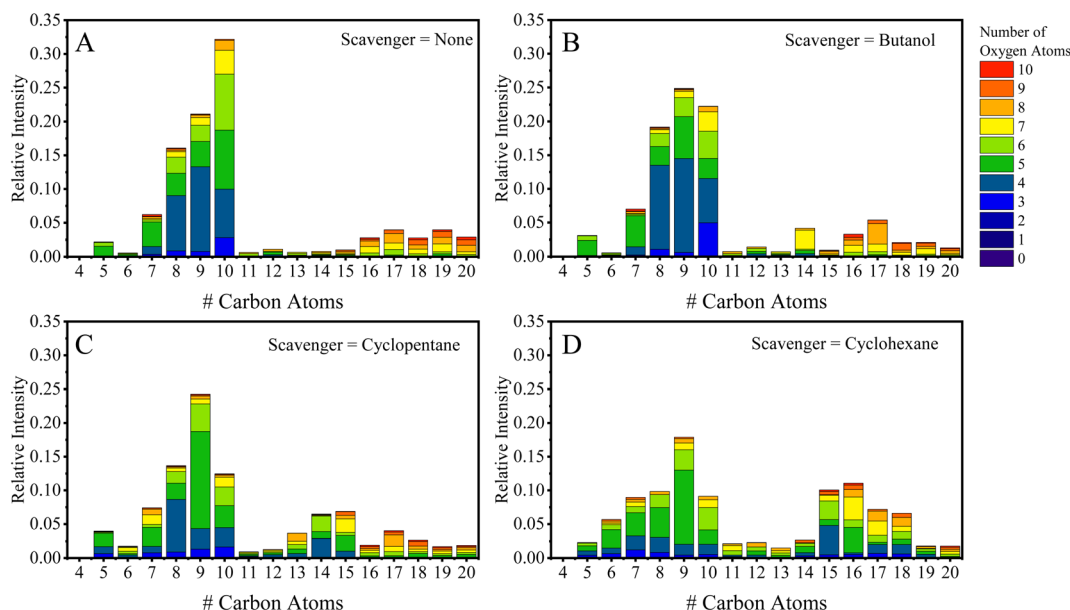 A
Scavenger = None
Relative Intensity
0.35
0.30
0.25
0.20
0.15
0.10
0.05
0.00
4 5 6 7 8 9 10 11 12 13 14 15 16 17 18 19 20
# Carbon Atoms
B
Scavenger = Butanol
Relative Intensity
0.35
0.30
0.25
0.20
0.15
0.10
0.05
0.00
4 5 6 7 8 9 10 11 12 13 14 15 16 17 18 19 20
# Carbon Atoms
Number of
Oxygen Atoms
10
9
8
7
6
5
4
3
2
1
0
C
Scavenger = Cyclopentane
Relative Intensity
0.35
0.30
0.25
0.20
0.15
0.10
0.05
0.00
4 5 6 7 8 9 10 11 12 13 14 15 16 17 18 19 20
# Carbon Atoms
D
Scavenger = Cyclohexane
Relative Intensity
0.35
0.30
0.25
0.20
0.15
0.10
0.05
0.00
4 5 6 7 8 9 10 11 12 13 14 15 16 17 18 19 20
# Carbon Atoms